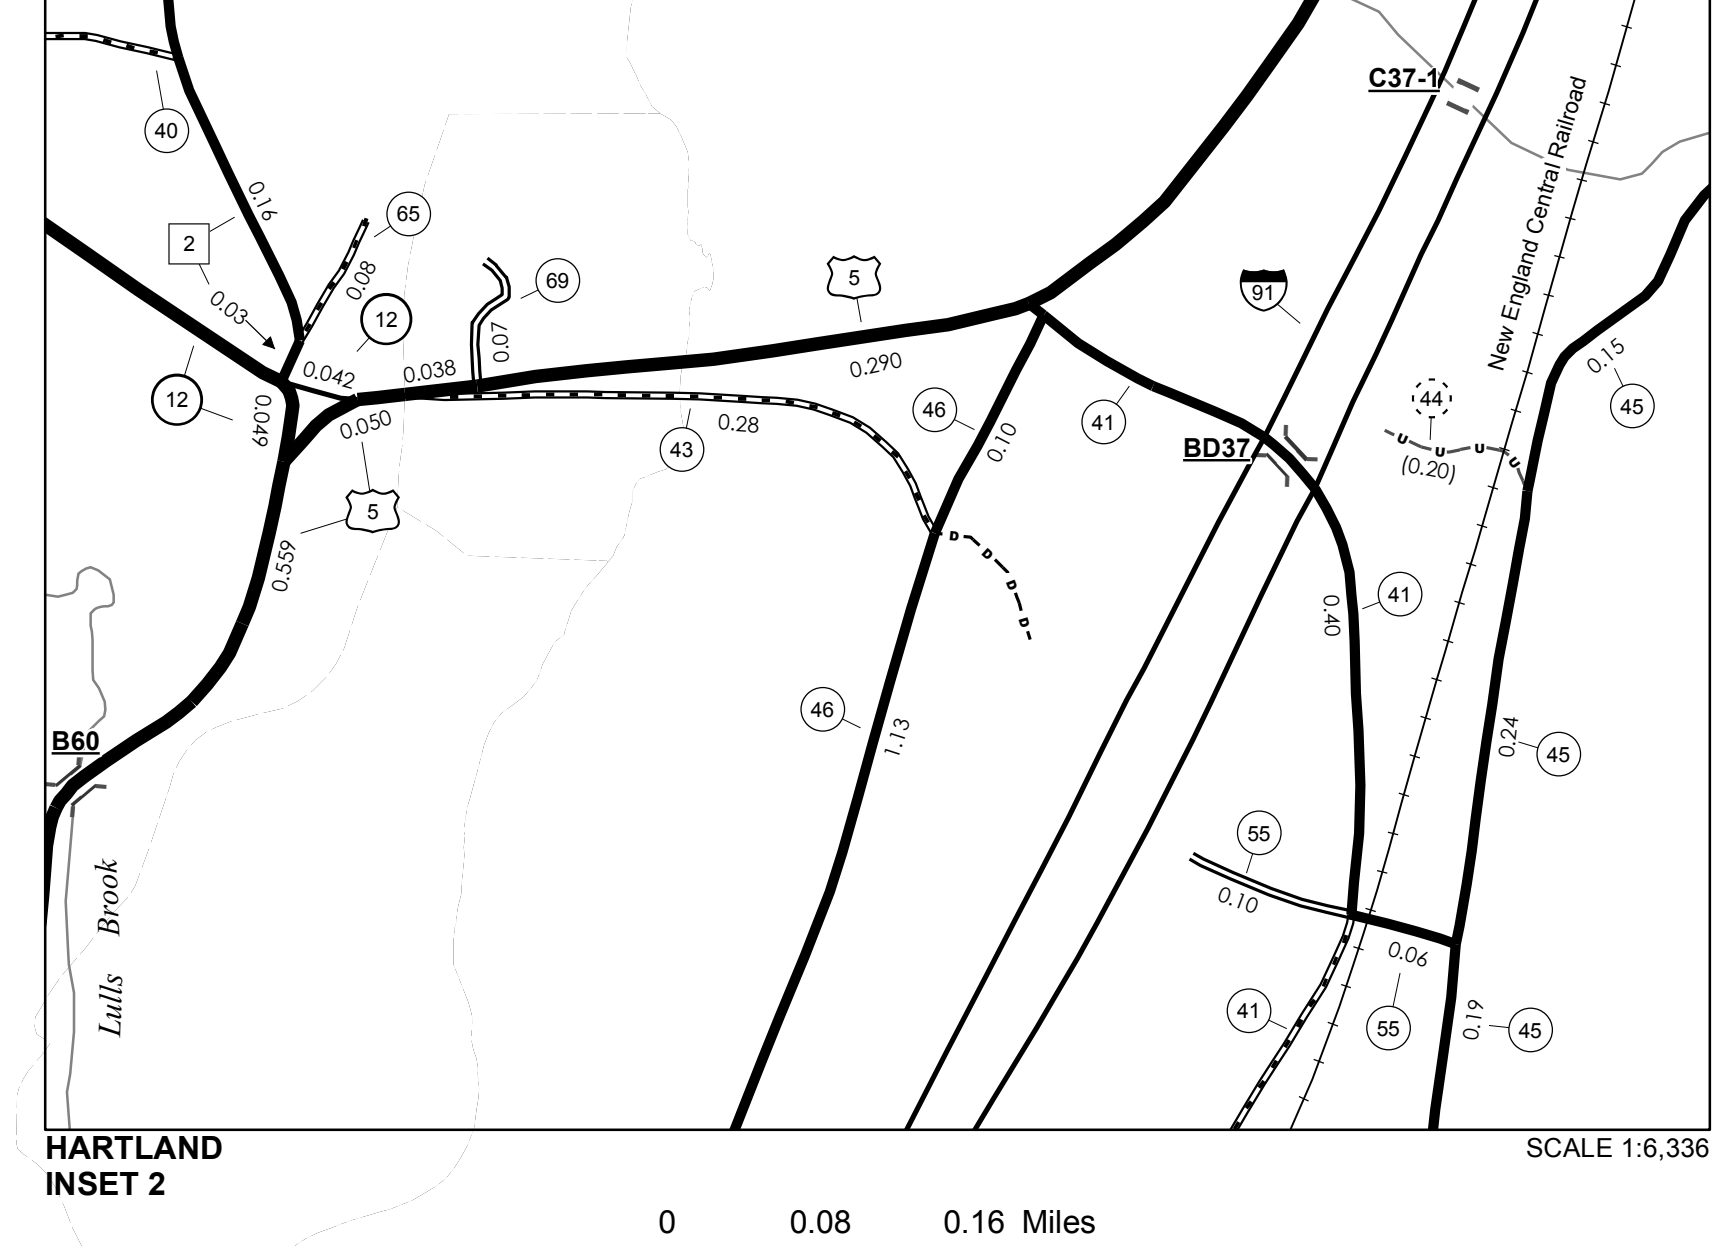 C37-1
40
0.16
65
2
0.08
0.03
12
69
5
91
New England Central Railroad
0.07
0.042
0.038
0.290
0.15
12
0.049
0.050
43
0.28
46
0.10
41
BD37
44
(0.20)
45
5
0.559
0.40
41
46
1.13
B60
0.24
45
55
0.10
Lulls Brook
0.06
41
55
0.19
45
D
D
D
D
U
U
U
U
HARTLAND
INSET 2
SCALE 1:6,336
0 0.08 0.16 Miles